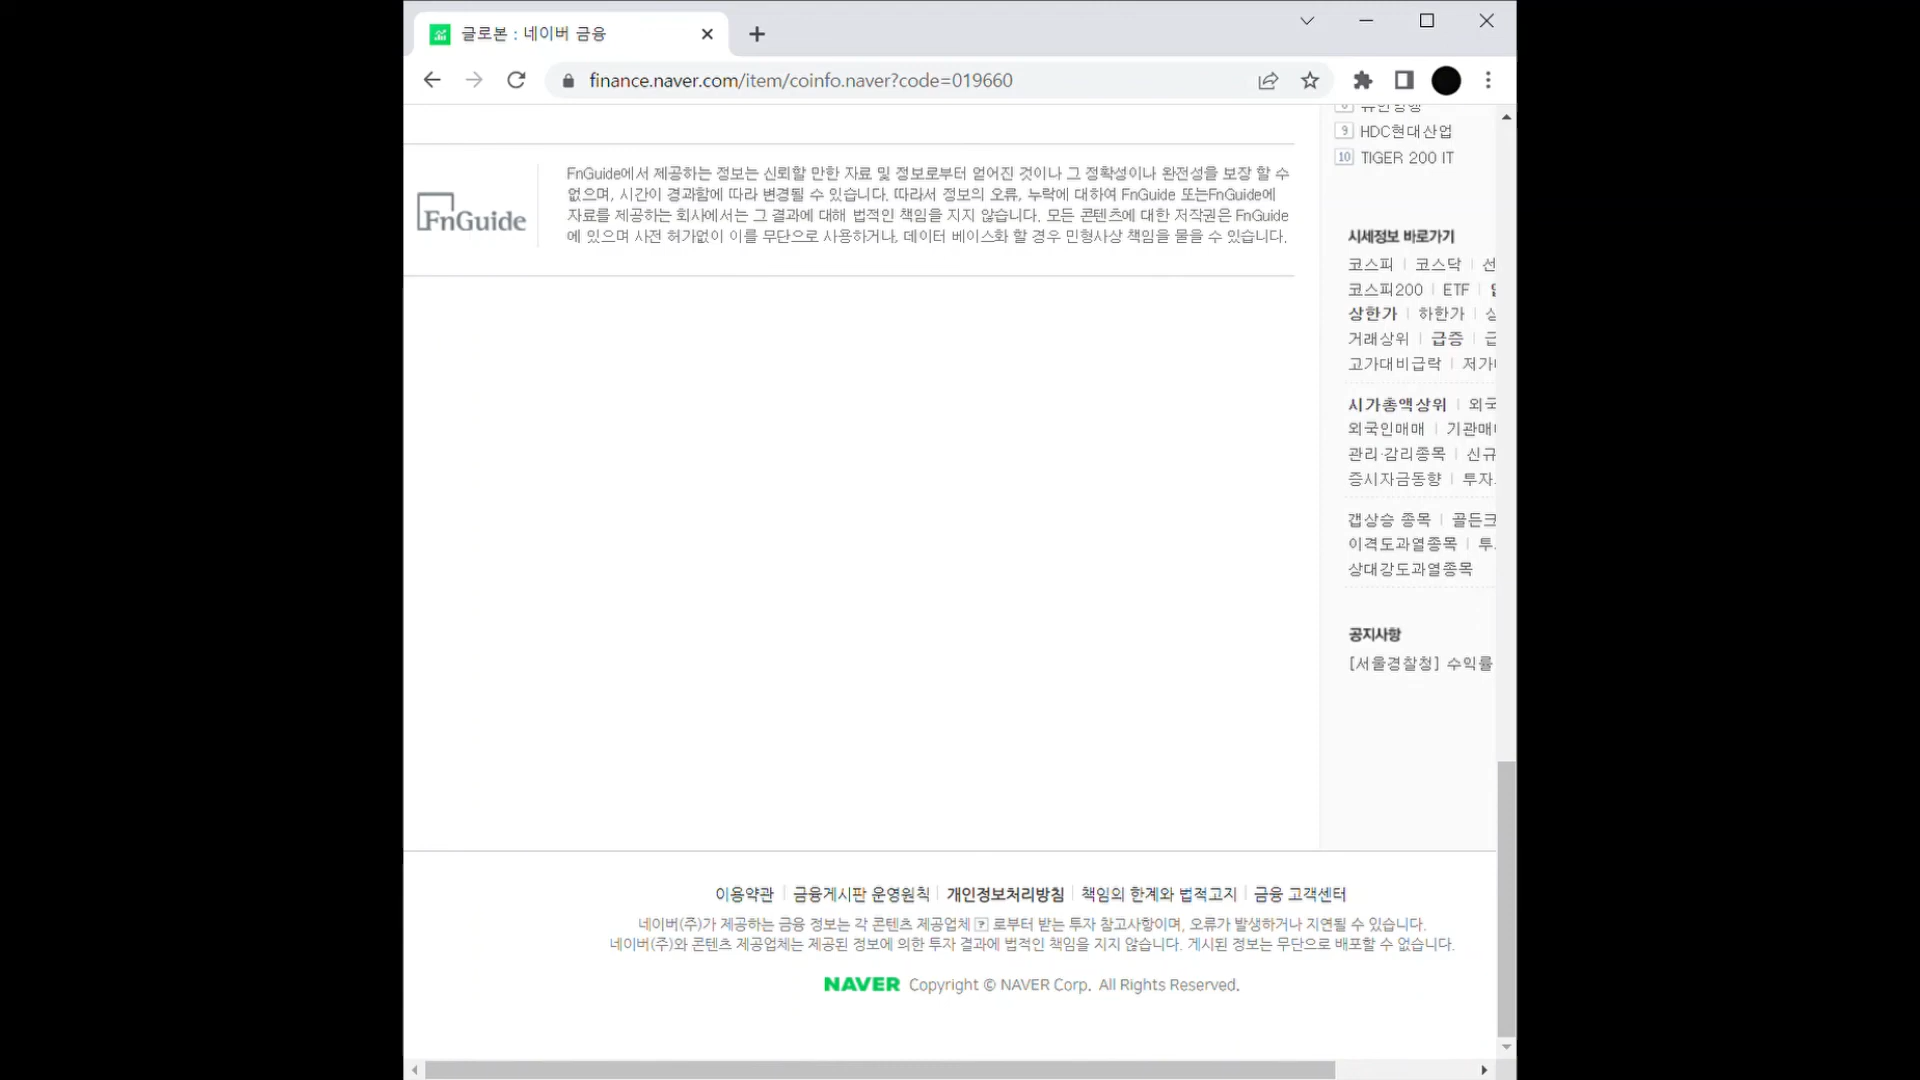 글로본 : 네이버 금융
finance.naver.com/item/coinfo.naver?code=019660
9 HDC현대산업
10 TIGER 200 IT
FnGuide
FnGuide에서 제공하는 정보는 신뢰할 만한 자료 및 정보로부터 얻어진 것이나 그 정확성이나 완전성을 보장 할 수
없으며, 시간이 경과함에 따라 변경될 수 있습니다. 따라서 정보의 오류, 누락에 대하여 FnGuide 또는FnGuide에
자료를 제공하는 회사에서는 그 결과에 대해 법적인 책임을 지지 않습니다. 모든 콘텐츠에 대한 저작권은 FnGuide
에 있으며 사전 허가없이 이를 무단으로 사용하거나, 데이터 베이스화 할 경우 민형사상 책임을 물을 수 있습니다.
시세정보 바로가기
코스피 | 코스닥 | 선
코스피200 | ETF |
상한가 | 하한가 |
거래상위 | 급증 |
고가대비급락 | 저가
시가총액상위 | 외국
외국인매매 | 기관매
관리·감리종목 | 신규
증시자금동향 | 투자
갭상승 종목 | 골든크
이격도과열종목 | 투
상대강도과열종목
공지사항
[서울경찰청] 수익률
이용약관 | 금융게시판 운영원칙 | 개인정보처리방침 | 책임의 한계와 법적고지 | 금융 고객센터
네이버(주)가 제공하는 금융 정보는 각 콘텐츠 제공업체 ? 로부터 받는 투자 참고사항이며, 오류가 발생하거나 지연될 수 있습니다.
네이버(주)와 콘텐츠 제공업체는 제공된 정보에 의한 투자 결과에 법적인 책임을 지지 않습니다. 게시된 정보는 무단으로 배포할 수 없습니다.
NAVER Copyright © NAVER Corp. All Rights Reserved.